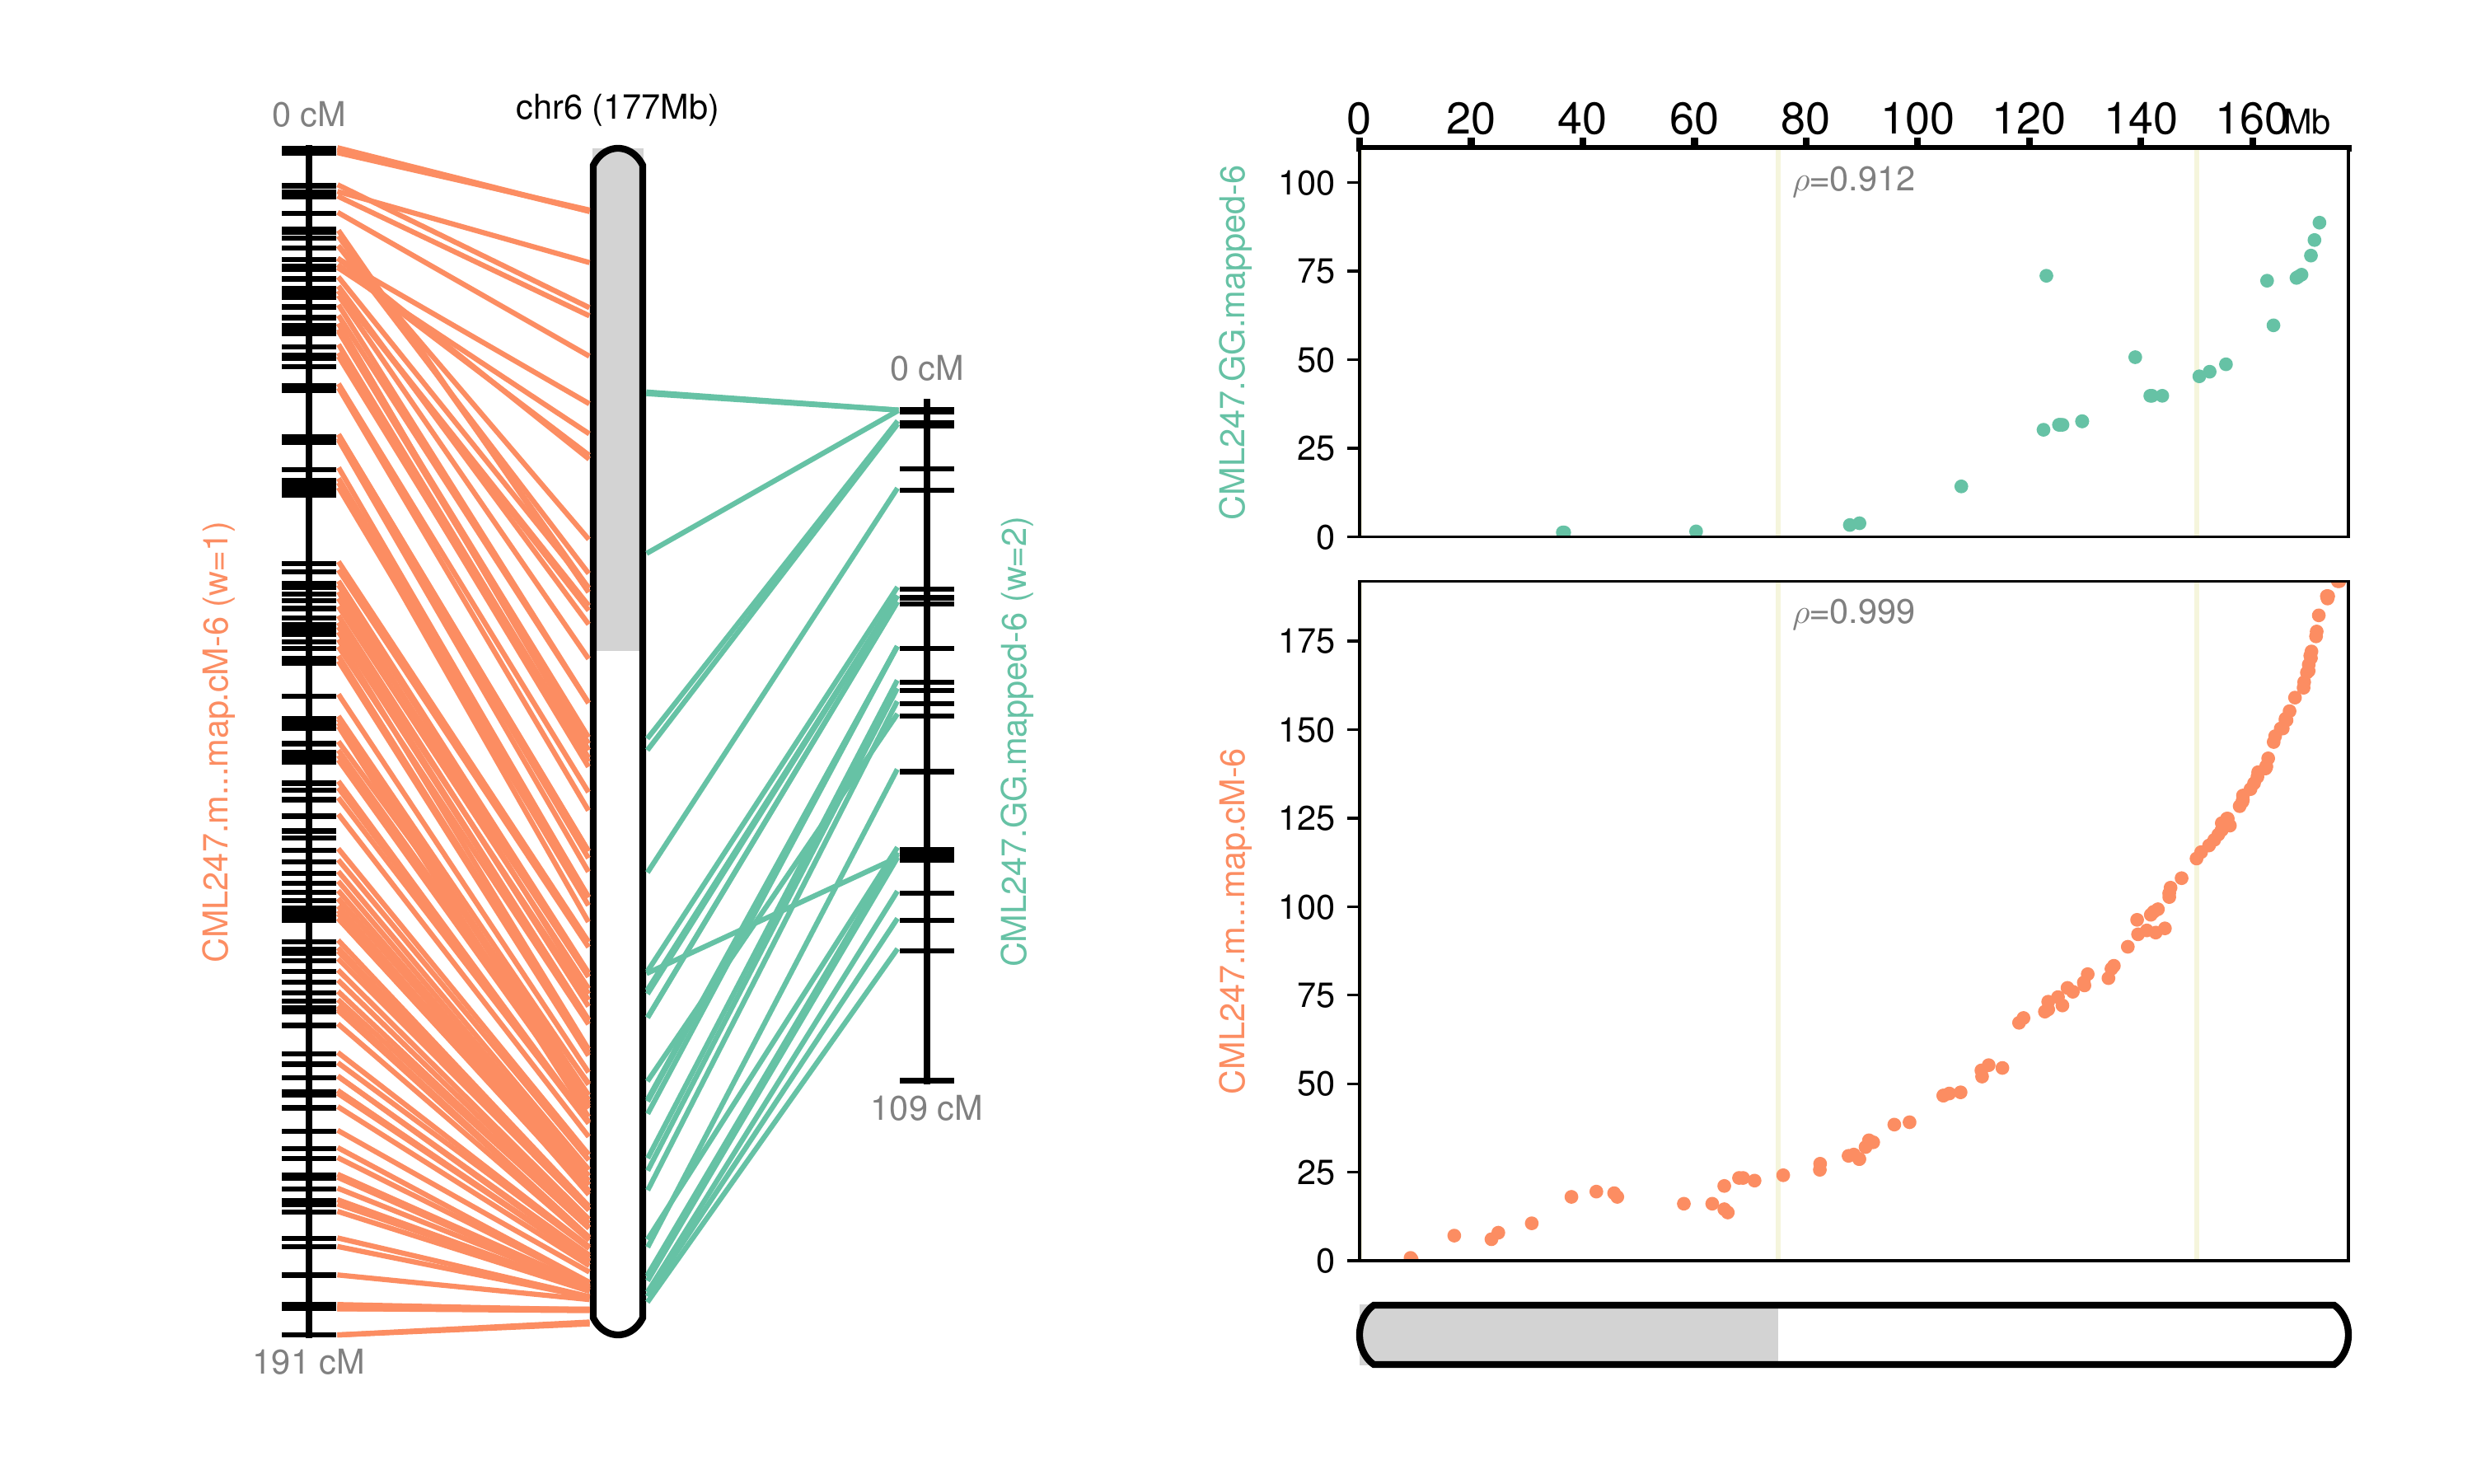 0 cM
chr6 (177Mb)
CML247.m...map.cM-6 (w=1)
191 cM
0 cM
CML247.GG.mapped-6 (w=2)
109 cM
0 20 40 60 80 100 120 140 160 Mb
CML247.GG.mapped-6
ρ=0.912
100
75
50
25
0
CML247.m...map.cM-6
ρ=0.999
175
150
125
100
75
50
25
0